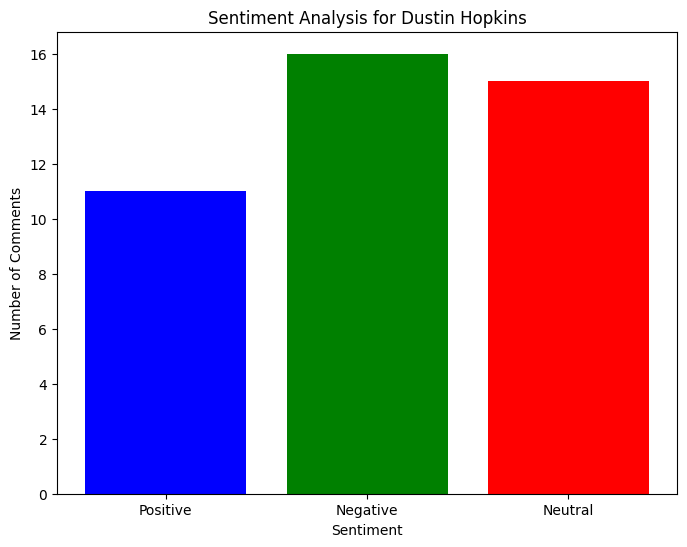 Sentiment Analysis for Dustin Hopkins
16
14
12
10
8
6
4
2
0
Number of Comments
Positive
Negative
Neutral
Sentiment